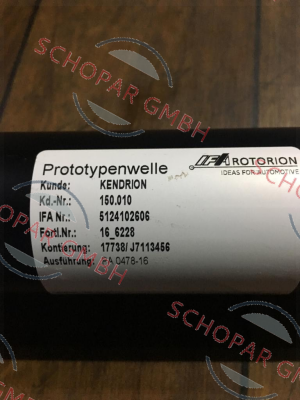 SCHOPAR GMBH
IFA ROTORION
IDEAS FOR AUTOMOTIVE
Prototypenwelle
Kunde: KENDRION
Kd.-Nr.: 150.010
IFA Nr.: 5124102606
Fortl.Nr.: 16_6228
Kontierung: 17738/ J7113456
Ausführung: FA 0478-16
SCHOPAR GMBH
SCHOPAR GMBH